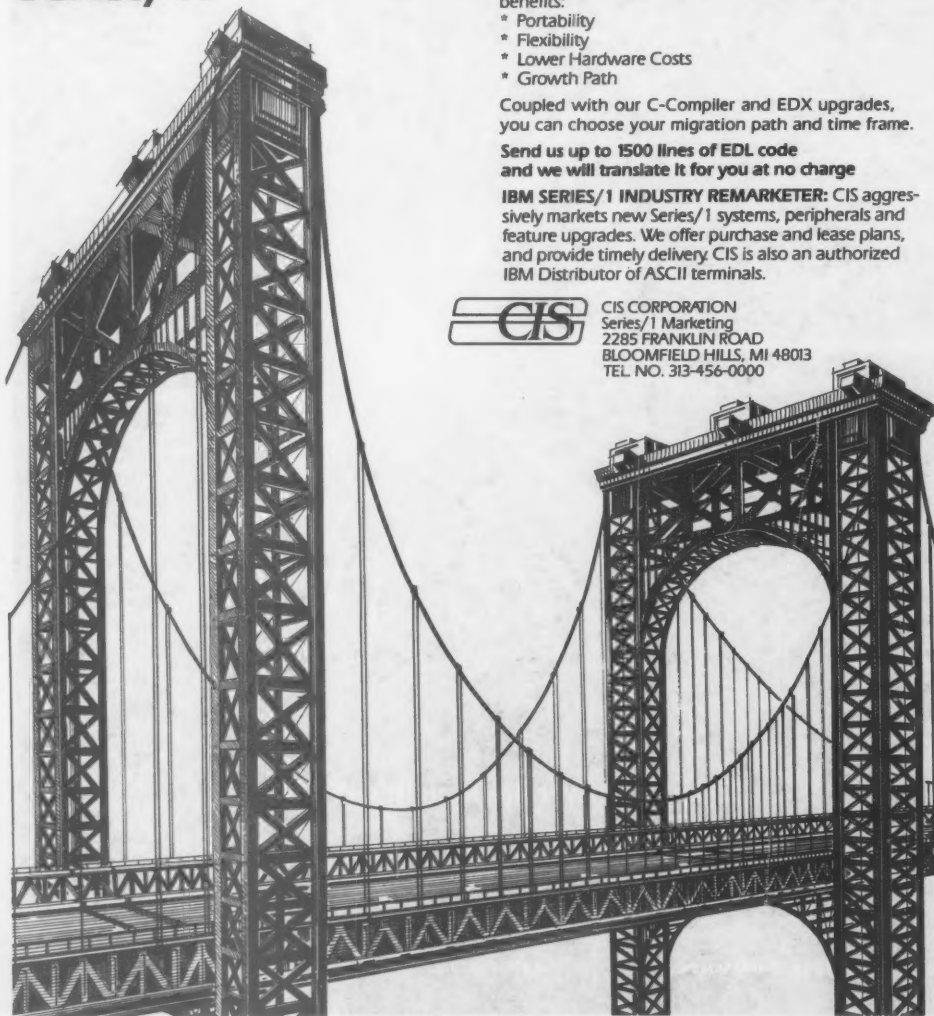 benefits:
* Portability
* Flexibility
* Lower Hardware Costs
* Growth Path
Coupled with our C-Compiler and EDX upgrades,
you can choose your migration path and time frame.
Send us up to 1500 lines of EDL code
and we will translate it for you at no charge
IBM SERIES/1 INDUSTRY REMARKETER: CIS aggres-
sively markets new Series/1 systems, peripherals and
feature upgrades. We offer purchase and lease plans,
and provide timely delivery. CIS is also an authorized
IBM Distributor of ASCII terminals.
CIS
CIS CORPORATION
Series/1 Marketing
2285 FRANKLIN ROAD
BLOOMFIELD HILLS, MI 48013
TEL. NO. 313-456-0000